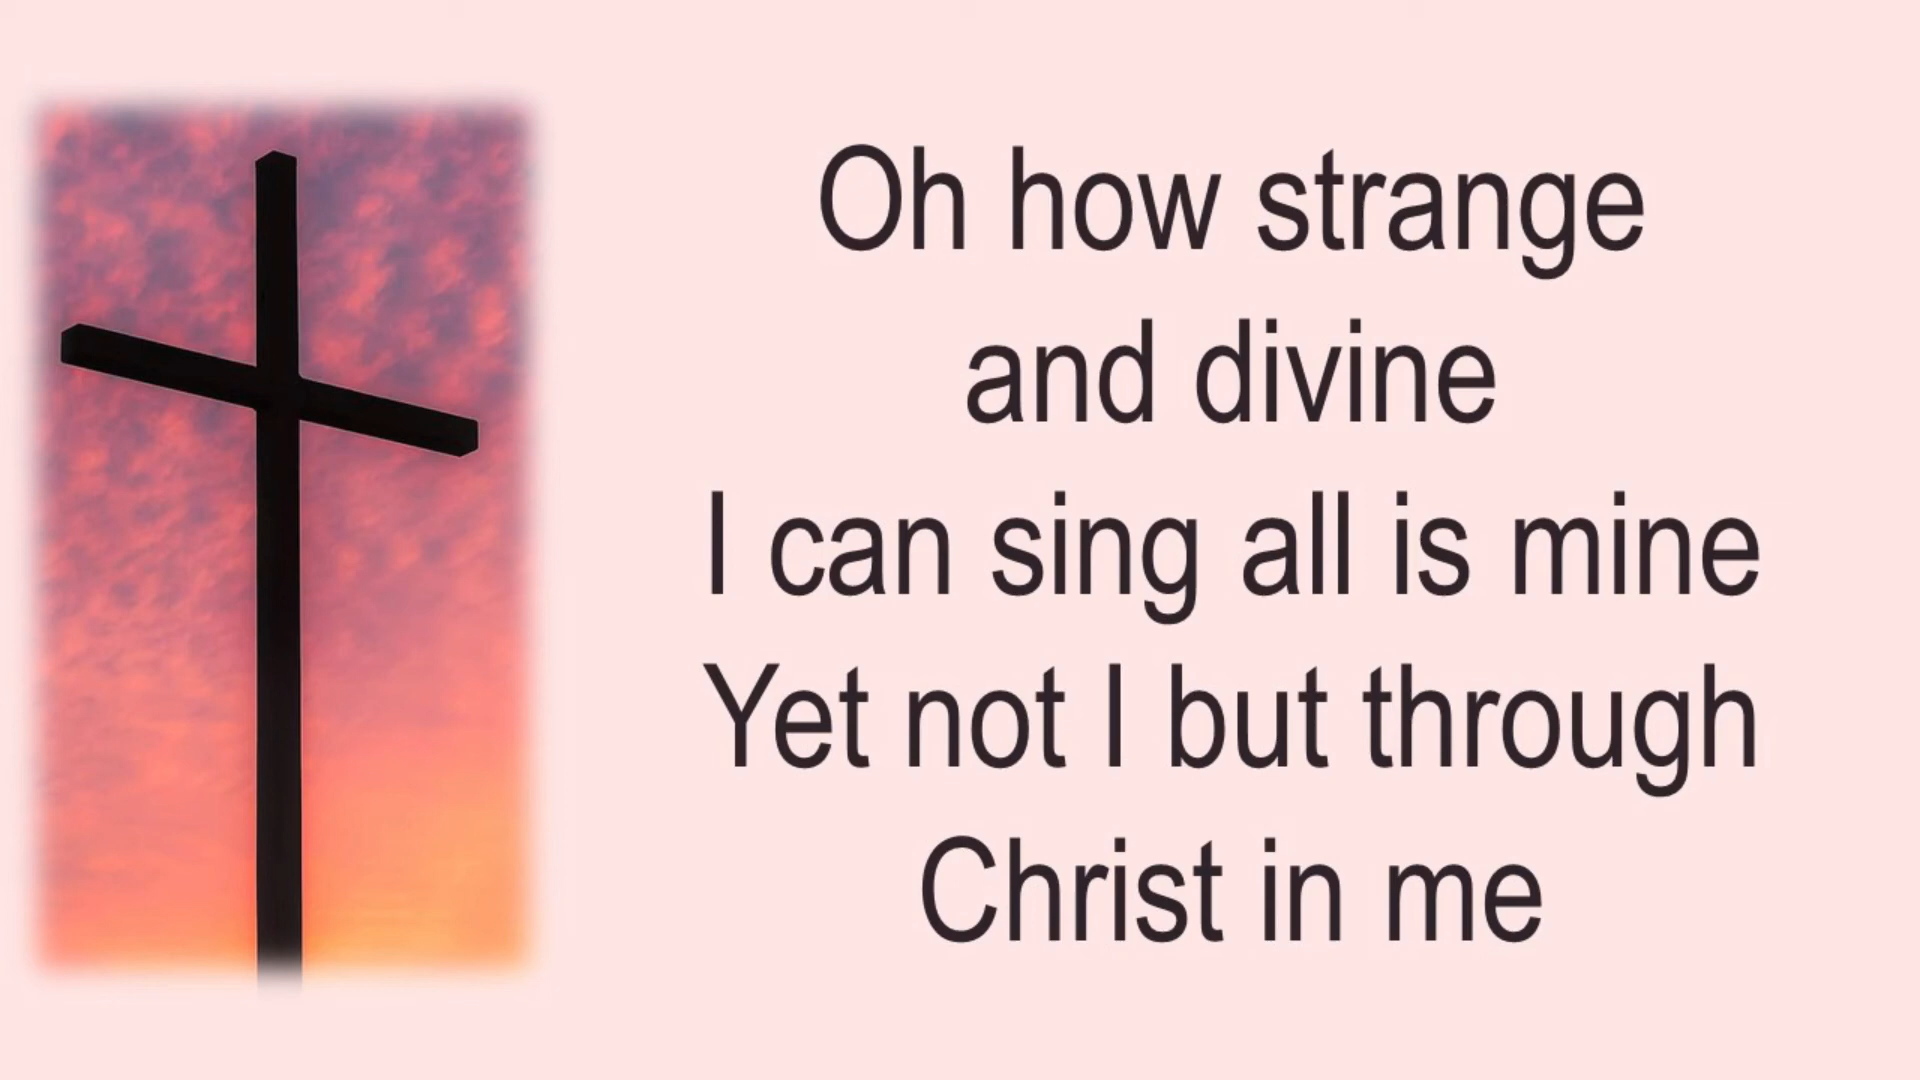 Oh how strange
and divine
I can sing all is mine
Yet not I but through
Christ in me